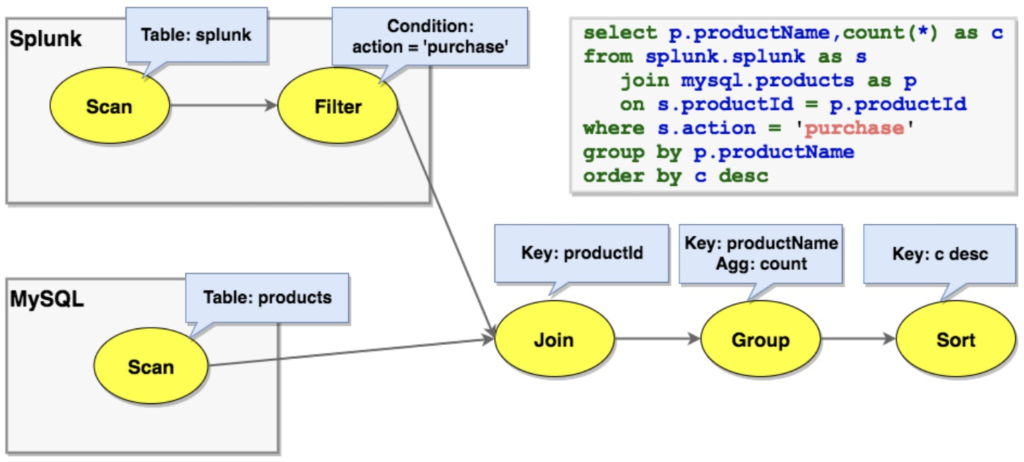 Splunk
Table: splunk
Condition:
action = 'purchase'
Scan
Filter
select p.productName,count(*) as c
from splunk.splunk as s
join mysql.products as p
on s.productId = p.productId
where s.action = 'purchase'
group by p.productName
order by c desc
MySQL
Table: products
Scan
Key: productId
Key: productName
Agg: count
Key: c desc
Join
Group
Sort